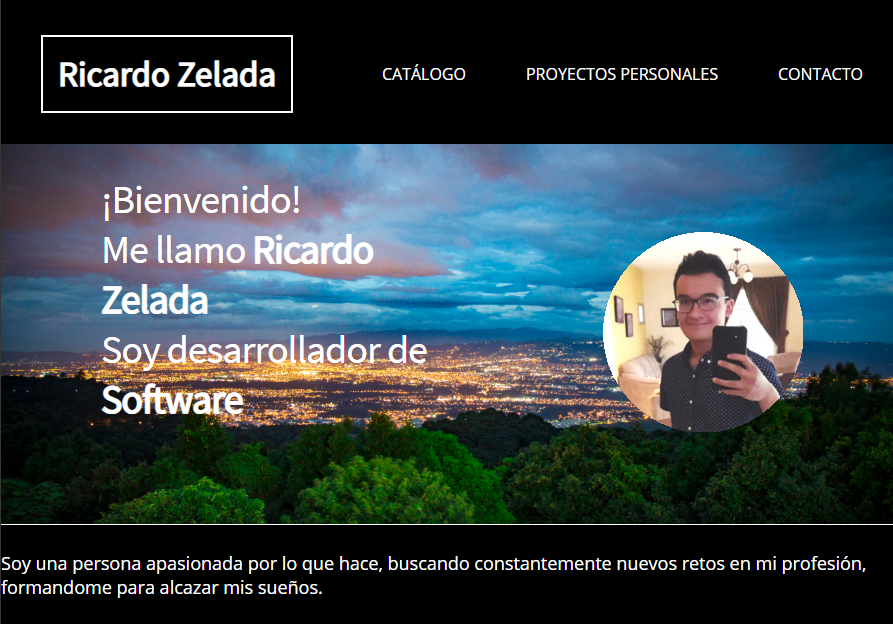 Ricardo Zelada
CATÁLOGO PROYECTOS PERSONALES CONTACTO
¡Bienvenido!
Me llamo Ricardo
Zelada
Soy desarrollador de
Software
Soy una persona apasionada por lo que hace, buscando constantemente nuevos retos en mi profesión,
formandome para alcazar mis sueños.